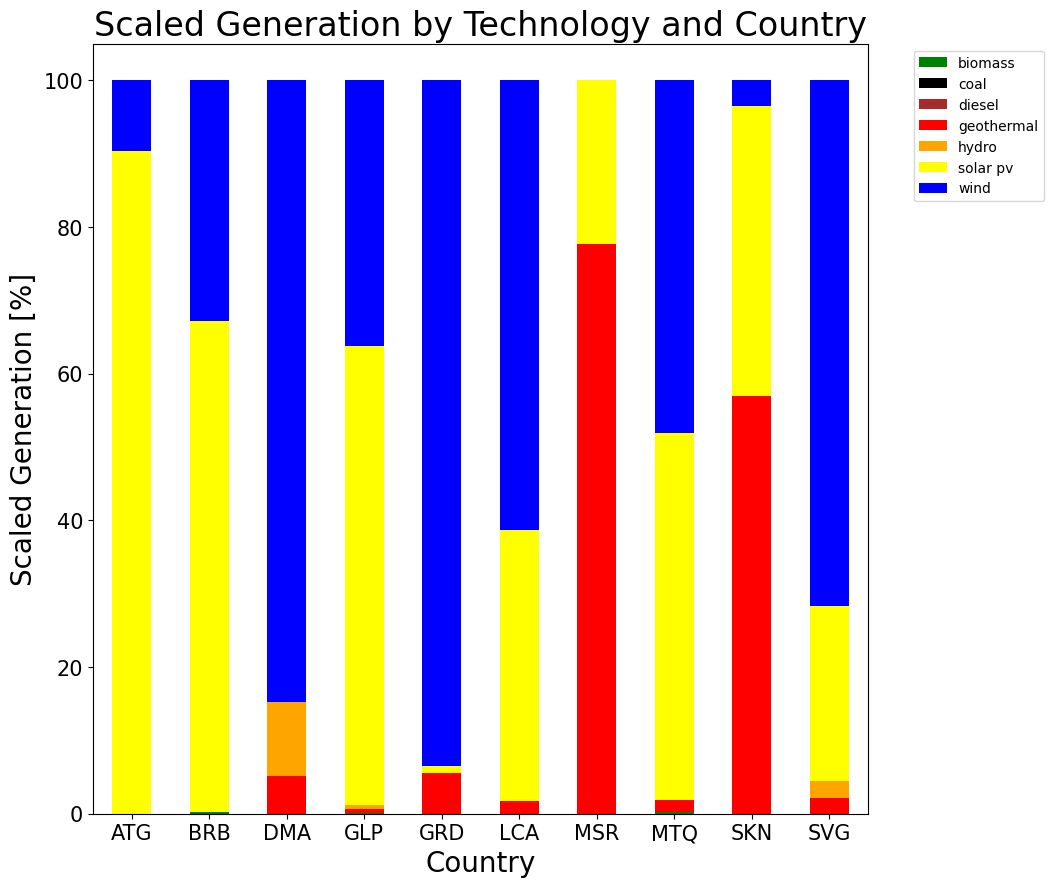 Scaled Generation by Technology and Country
Scaled Generation [%]
100
80
60
40
20
0
ATG BRB DMA GLP GRD LCA MSR MTQ SKN SVG
Country
biomass
coal
diesel
geothermal
hydro
solar pv
wind